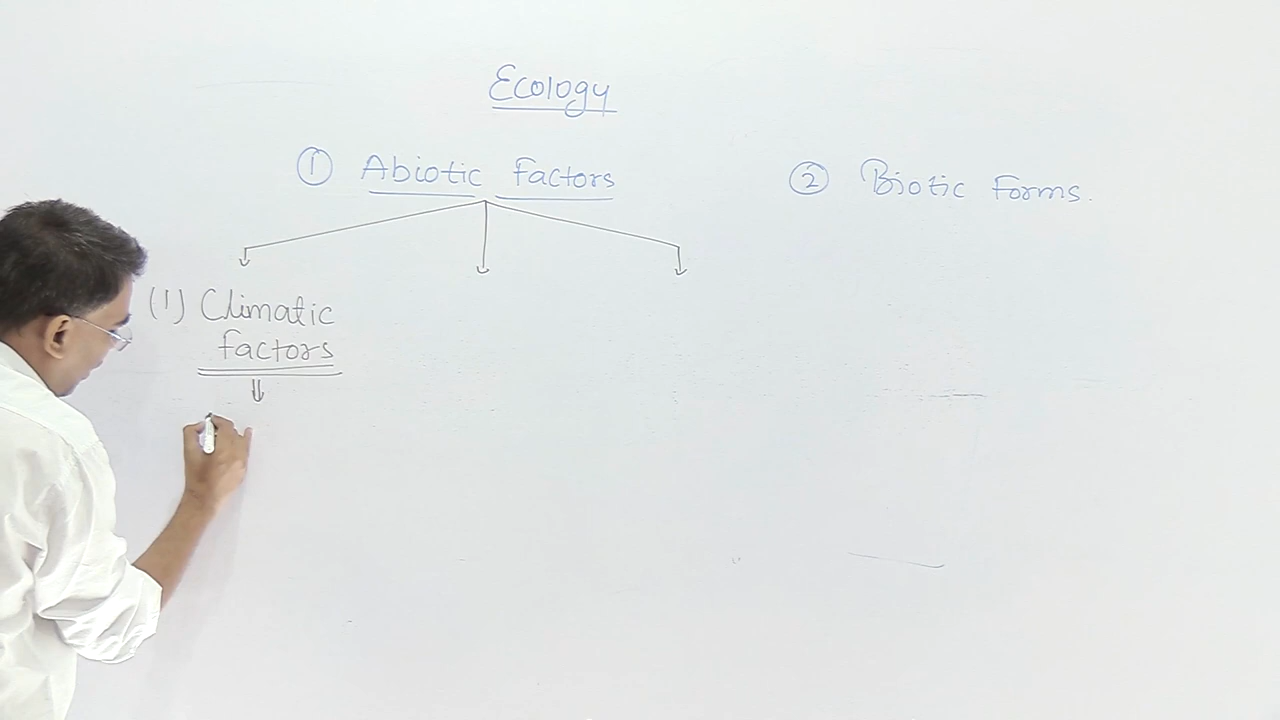 Ecology
① Abiotic Factors
② Biotic Forms.
(1) Climatic
factors